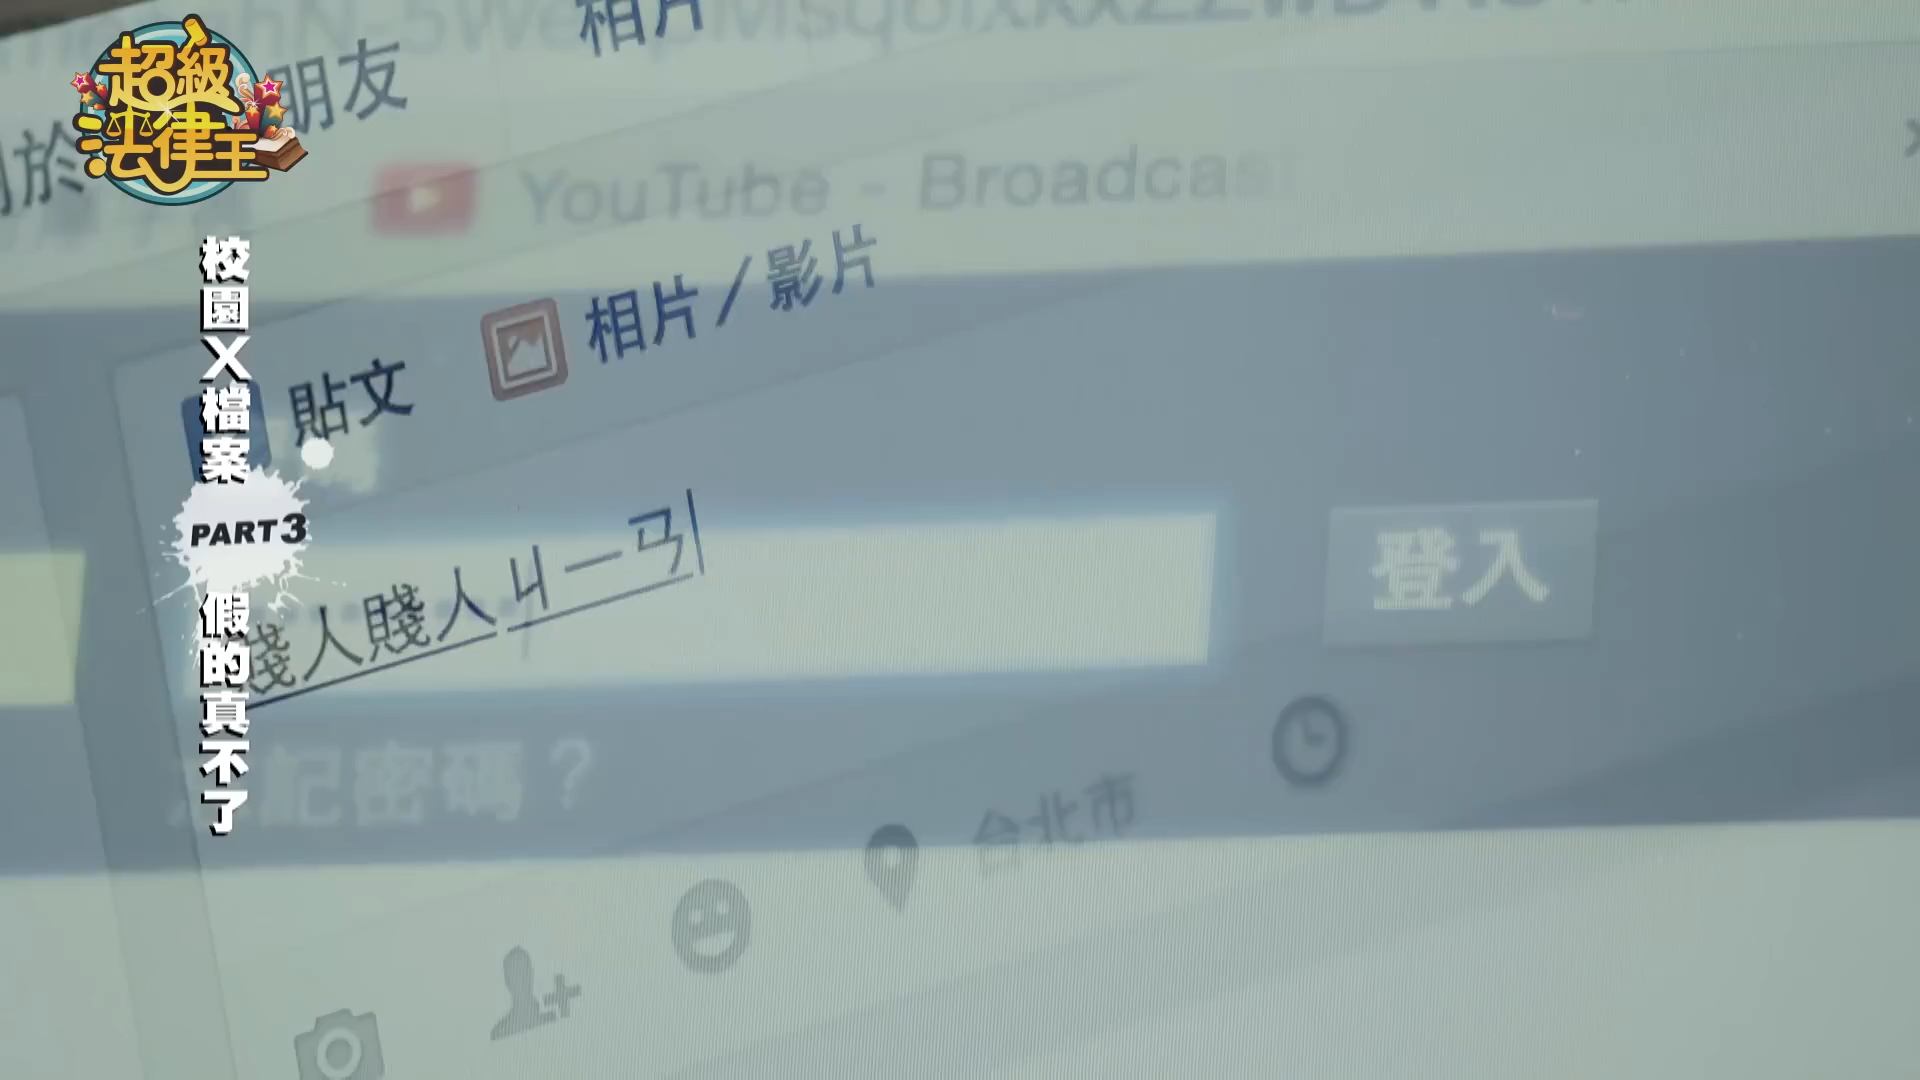 超級
法律王
校園X檔案
PART3
假的真不了
相片
朋友
YouTube - Broadcast
貼文
相片／影片
賤人賤人ㄐㄧㄢ
登入
記密碼？
台北市